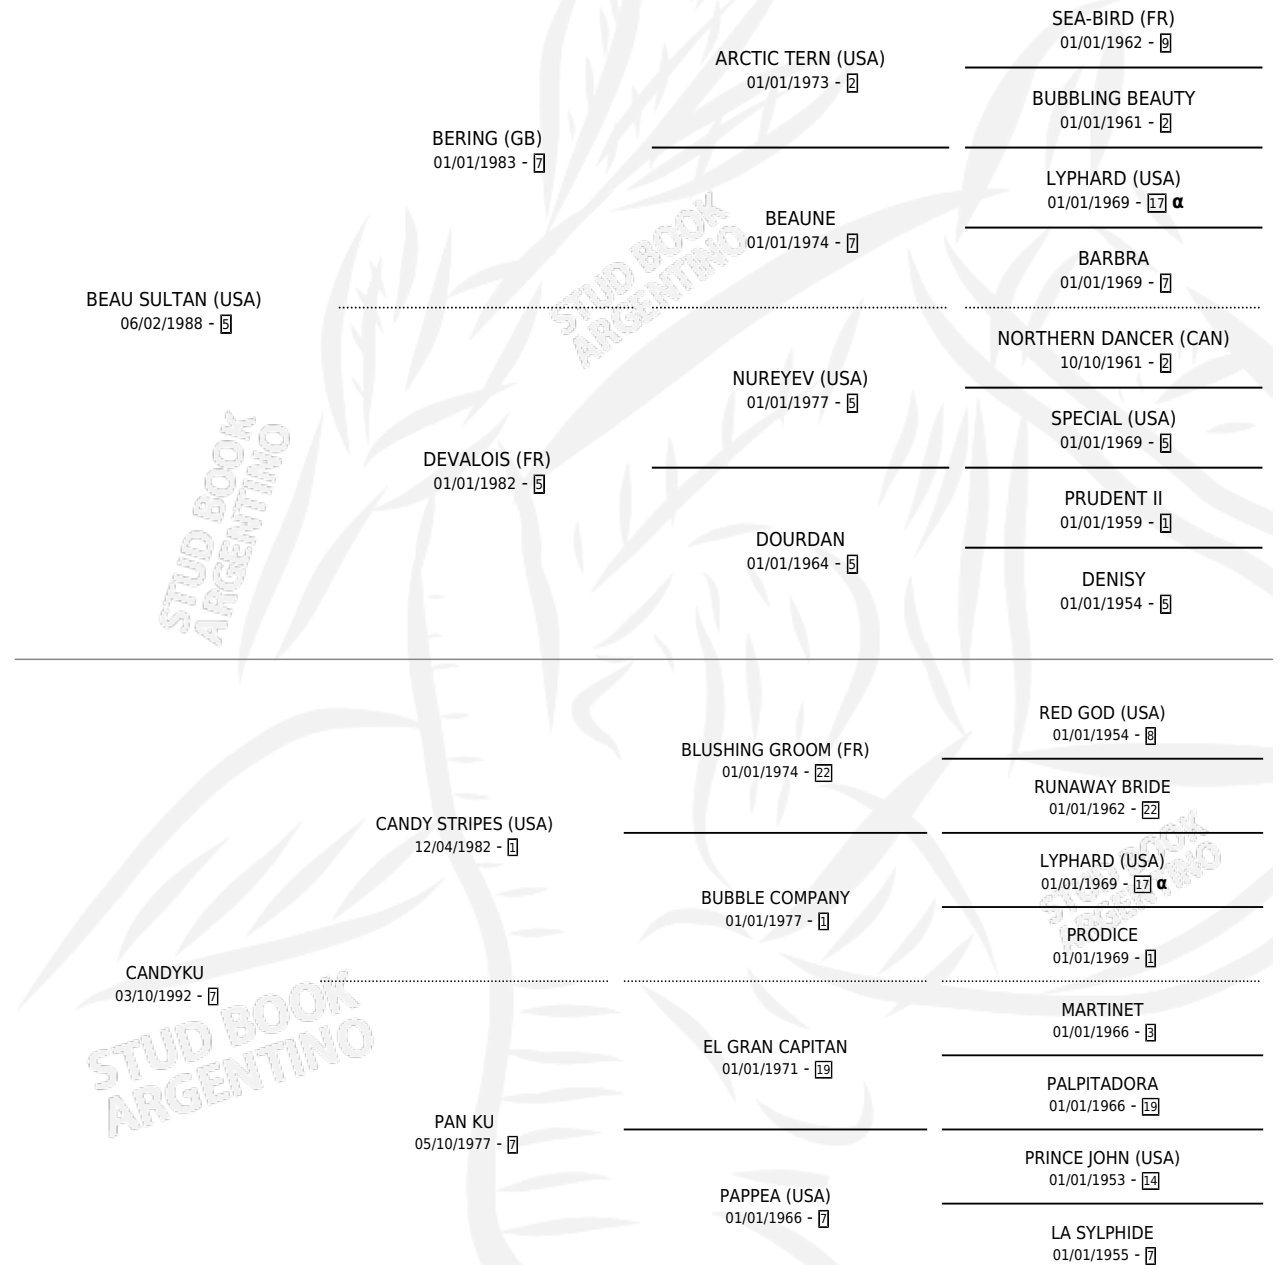 SEA-BIRD (FR)
01/01/1962 - 9
ARCTIC TERN (USA)
01/01/1973 - 2
BUBBLING BEAUTY
01/01/1961 - 2
BERING (GB)
01/01/1983 - 7
LYPHARD (USA)
01/01/1969 - 17 α
BEAUNE
01/01/1974 - 7
BARBRA
01/01/1969 - 7
BEAU SULTAN (USA)
06/02/1988 - 5
NORTHERN DANCER (CAN)
10/10/1961 - 2
NUREYEV (USA)
01/01/1977 - 5
SPECIAL (USA)
01/01/1969 - 5
DEVALOIS (FR)
01/01/1982 - 5
PRUDENT II
01/01/1959 - 1
DOURDAN
01/01/1964 - 5
DENISY
01/01/1954 - 5
RED GOD (USA)
01/01/1954 - 8
BLUSHING GROOM (FR)
01/01/1974 - 22
RUNAWAY BRIDE
01/01/1962 - 22
CANDY STRIPES (USA)
12/04/1982 - 1
LYPHARD (USA)
01/01/1969 - 17 α
BUBBLE COMPANY
01/01/1977 - 1
PRODICE
01/01/1969 - 1
CANDYKU
03/10/1992 - 7
MARTINET
01/01/1966 - 3
EL GRAN CAPITAN
01/01/1971 - 19
PALPITADORA
01/01/1966 - 19
PAN KU
05/10/1977 - 7
PRINCE JOHN (USA)
01/01/1953 - 14
PAPPEA (USA)
01/01/1966 - 7
LA SYLPHIDE
01/01/1955 - 7
STUD BOOK
ARGENTINO
STUD BOOK
ARGENTINO
STUD BOOK
ARGENTINO
STUD BOOK
ARGENTINO